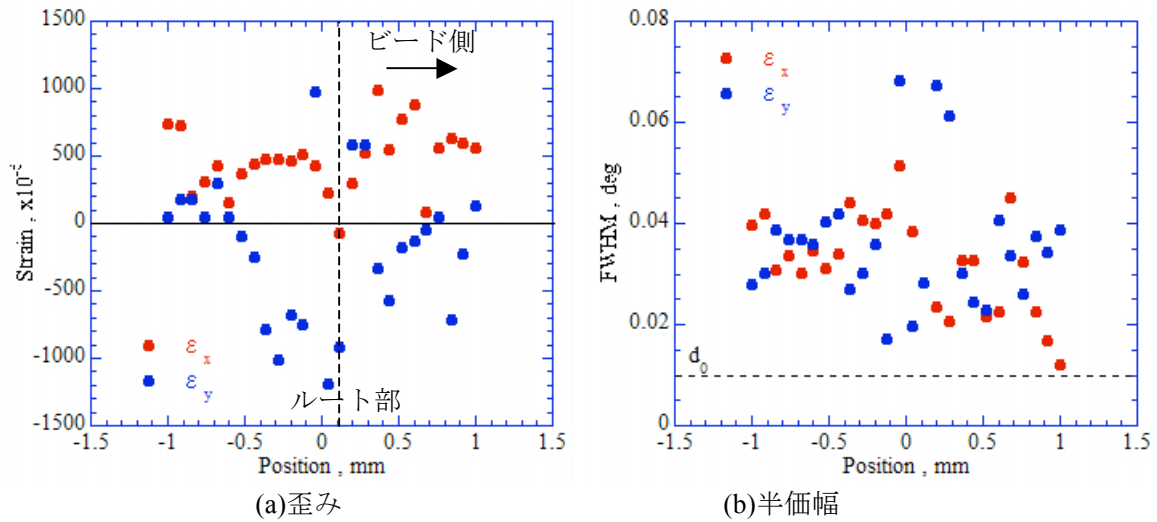 1500
1000
500
0
-500
-1000
-1500
Strain , x10
ビード側
ε x
ε y
ルート部
-1.5 -1 -0.5 0 0.5 1 1.5
Position , mm
(a)歪み
0.08
0.06
0.04
0.02
0
FWHM , deg
ε x
ε y
d0
-1.5 -1 -0.5 0 0.5 1 1.5
Position , mm
(b)半価幅